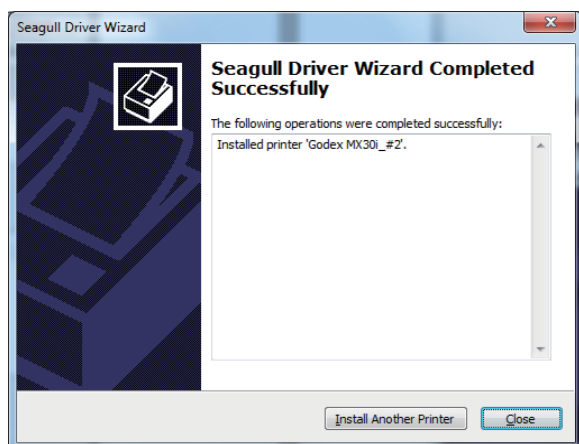 Seagull Driver Wizard
Seagull Driver Wizard Completed
Successfully
The following operations were completed successfully:
Installed printer 'Godex MX30i_#2'.
Install Another Printer
Close